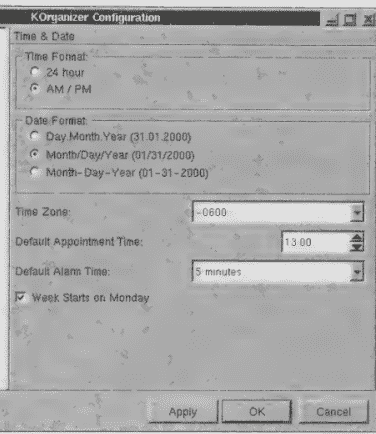 KOrganizer Configuration
Time & Date
Time Format:
24 hour
AM / PM
Date Format:
Day.Month.Year (31.01.2000)
Month/Day/Year (01/31/2000)
Month-Day-Year (01-31-2000)
Time Zone:
-0600
Default Appointment Time:
13:00
Default Alarm Time:
5 minutes
Week Starts on Monday
Apply
OK
Cancel